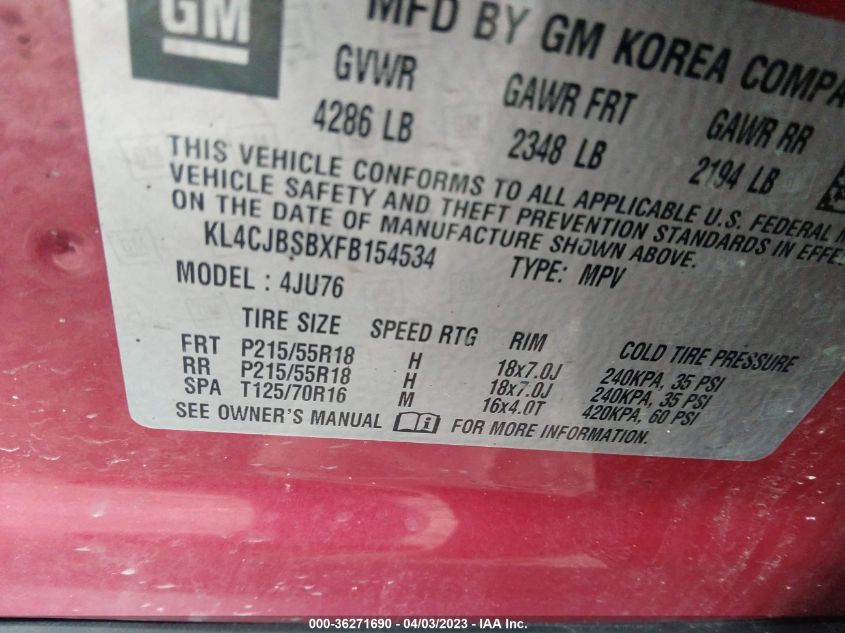 GM
MFD BY GM KOREA COMPA
GVWR GAWR FRT GAWR RR
4286 LB 2348 LB 2194 LB
THIS VEHICLE CONFORMS TO ALL APPLICABLE U.S. FEDERAL
VEHICLE SAFETY AND THEFT PREVENTION STANDARDS IN EFFE
ON THE DATE OF MANUFACTURE SHOWN ABOVE.
KL4CJBSBXFB154534 TYPE: MPV
MODEL : 4JU76
TIRE SIZE SPEED RTG RIM COLD TIRE PRESSURE
FRT P215/55R18 H 18x7.0J 240KPA, 35 PSI
RR P215/55R18 H 18x7.0J 240KPA, 35 PSI
SPA T125/70R16 M 16x4.0T 420KPA, 60 PSI
SEE OWNER'S MANUAL FOR MORE INFORMATION.
000-36271690 - 04/03/2023 - IAA Inc.